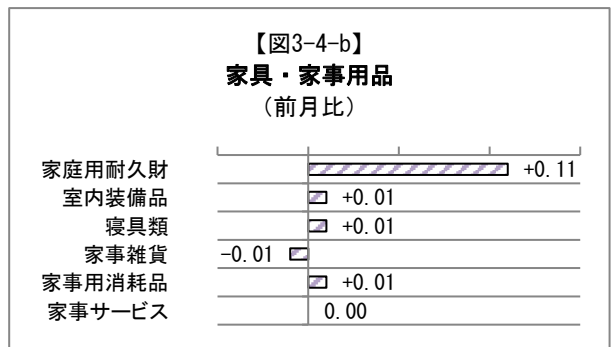 【図3-4-b】
家具・家事用品
（前月比）
家庭用耐久財 +0.11
室内装備品 +0.01
寝具類 +0.01
家事雑貨 -0.01
家事用消耗品 +0.01
家事サービス 0.00